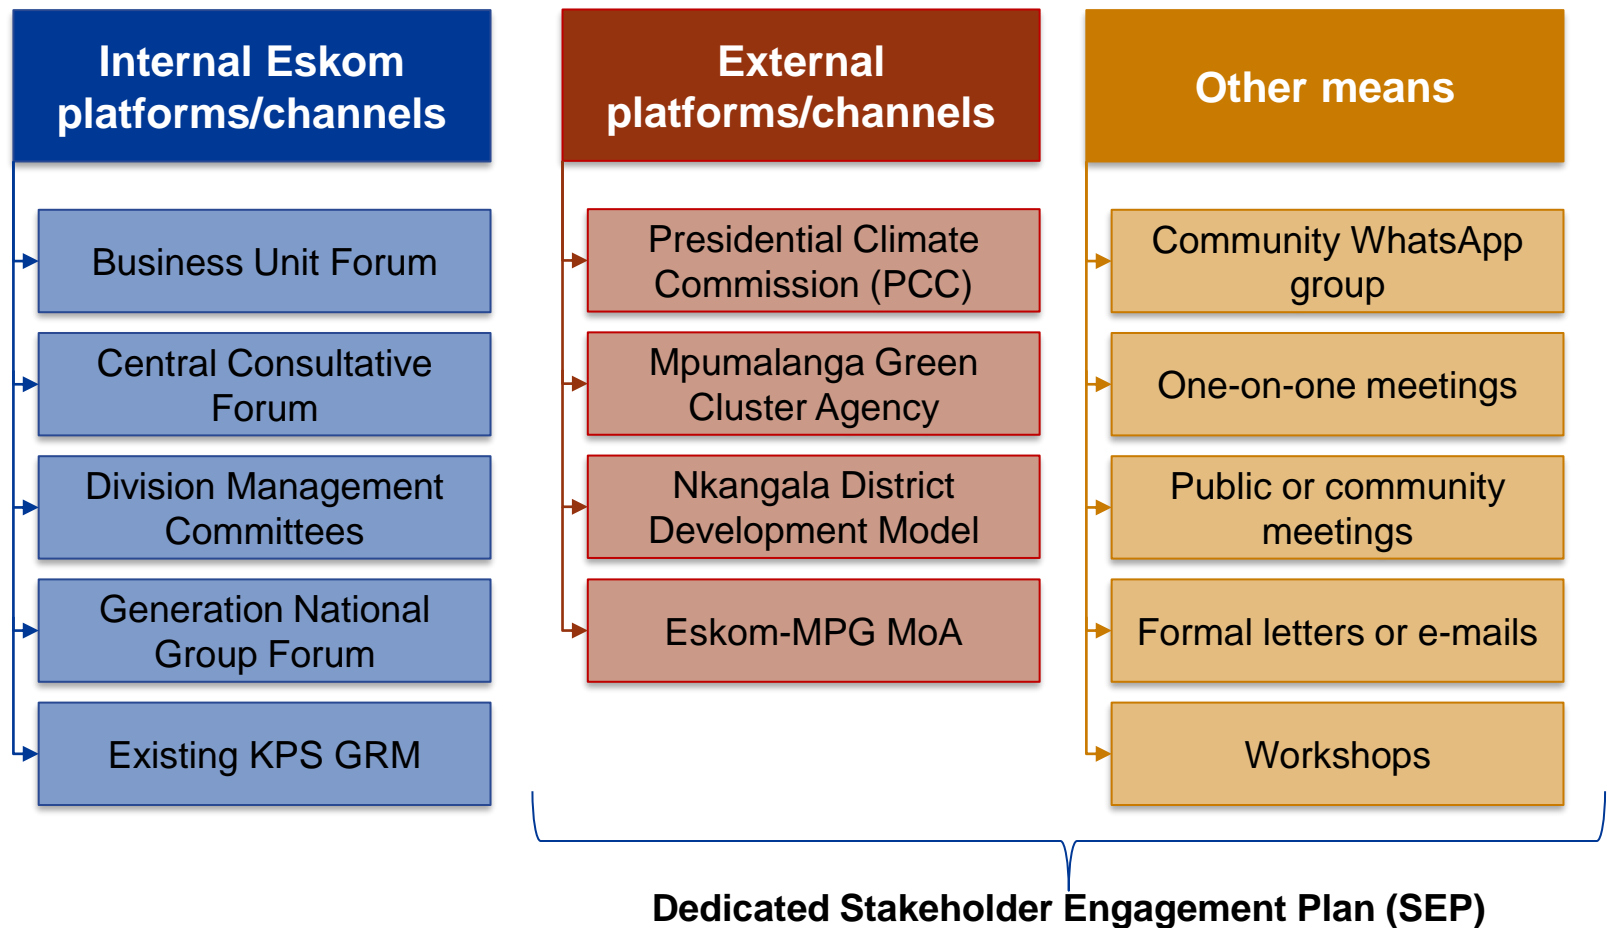 Internal Eskom
platforms/channels
Business Unit Forum
Central Consultative
Forum
Division Management
Committees
Generation National
Group Forum
Existing KPS GRM
External
platforms/channels
Presidential Climate
Commission (PCC)
Mpumalanga Green
Cluster Agency
Nkangala District
Development Model
Eskom-MPG MoA
Other means
Community WhatsApp
group
One-on-one meetings
Public or community
meetings
Formal letters or e-mails
Workshops
Dedicated Stakeholder Engagement Plan (SEP)